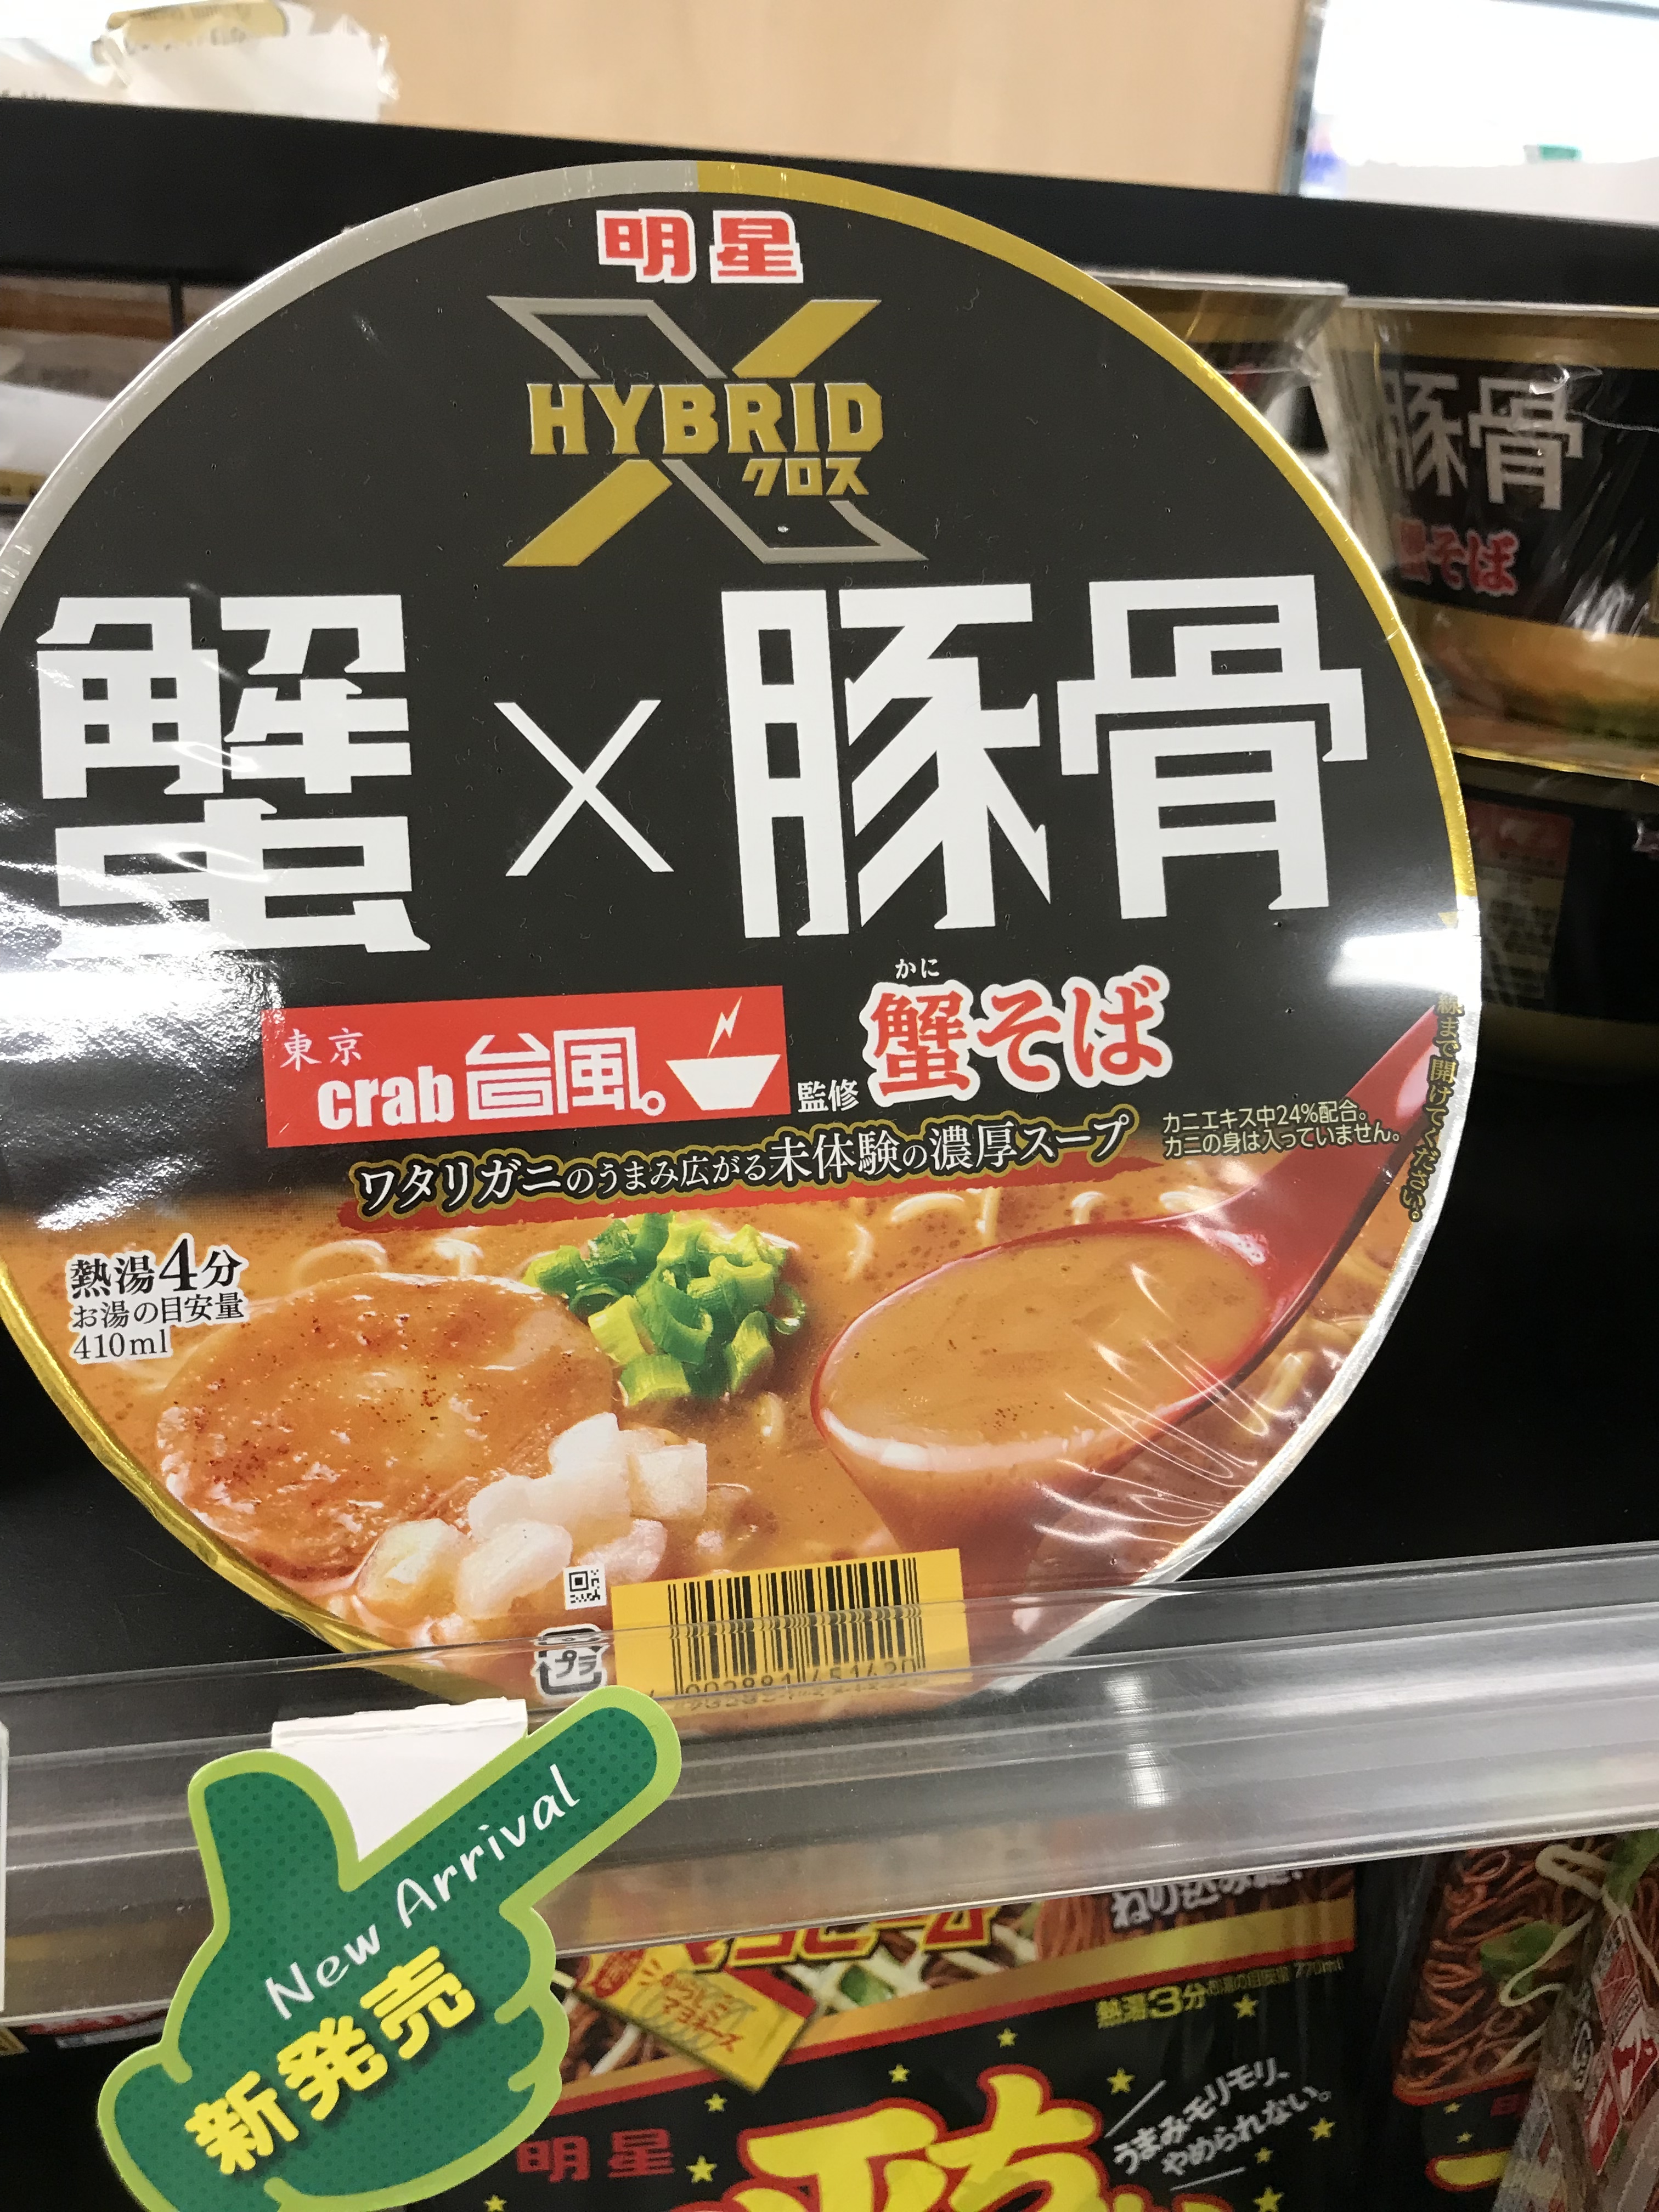 明星
HYBRID
クロス
蟹×豚骨
東京
crab 台風。
監修
かに
蟹そば
カニエキス中24%配合。
カニの身は入っていません。
ワタリガニのうまみ広がる未体験の濃厚スープ
熱湯4分
お湯の目安量
410ml
線まで開けてください。
プラ
豚骨
蟹そば
New Arrival
新発売
熱湯3分
明星
うまみモリモリ、
やめられない。